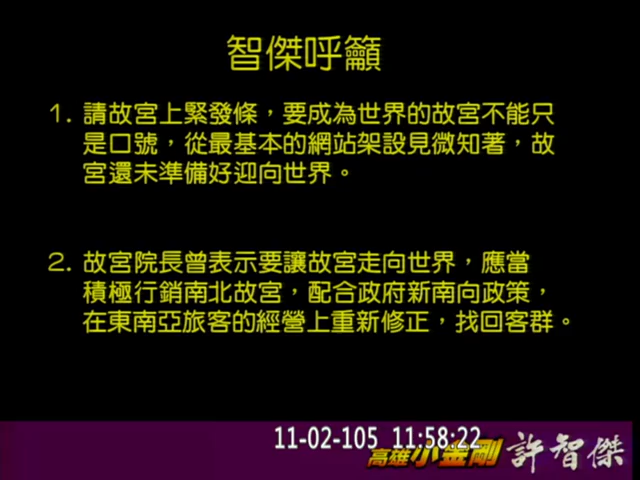 智傑呼籲
1. 請故宮上緊發條，要成為世界的故宮不能只
是口號，從最基本的網站架設見微知著，故
宮還未準備好迎向世界。
2. 故宮院長曾表示要讓故宮走向世界，應當
積極行銷南北故宮，配合政府新南向政策，
在東南亞旅客的經營上重新修正，找回客群。
11-02-105 11:58:22
高雄小金剛 許智傑